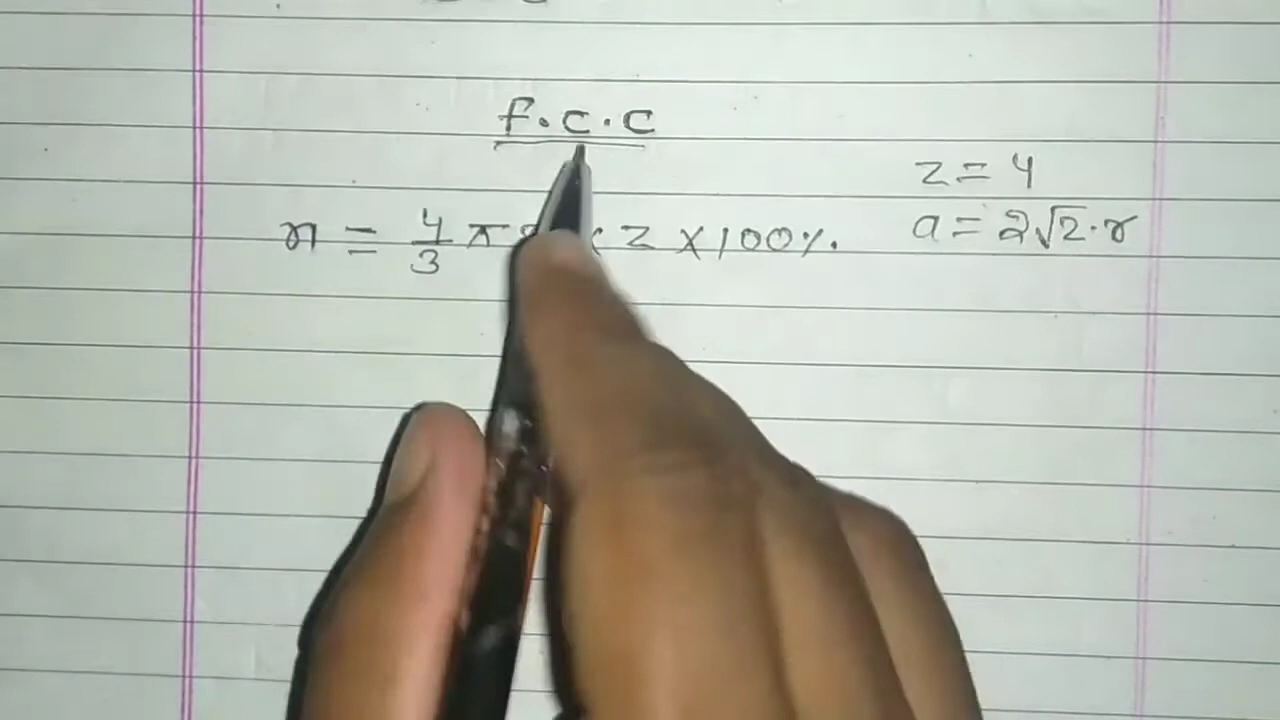 f.c.c
z = 4
η = 4/3 π × z × 100%.
a = 2√2.r